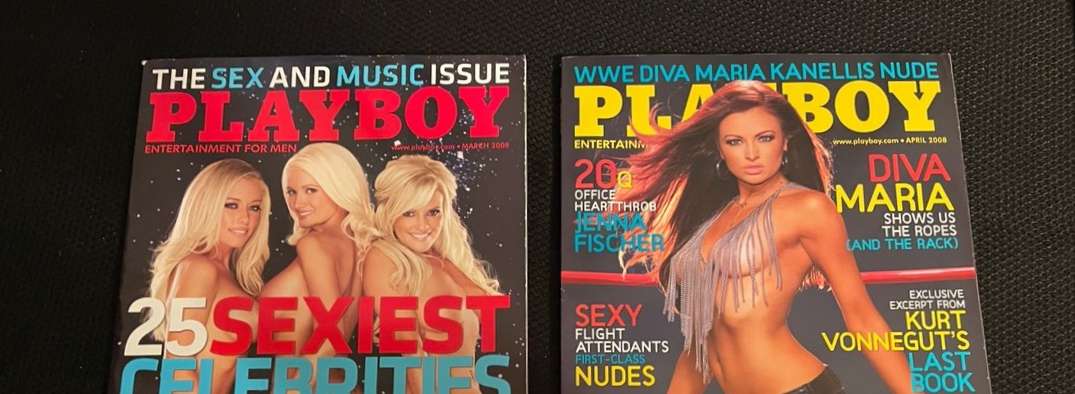 THE SEX AND MUSIC ISSUE
PLAYBOY
ENTERTAINMENT FOR MEN
www.playboy.com • MARCH 2008
25 SEXIEST
CELEBRITIES
WWE DIVA MARIA KANELLIS NUDE
PLAYBOY
ENTERTAINM
www.playboy.com • APRIL 2008
20Q
OFFICE
HEARTTHROB
JENNA
FISCHER
DIVA
MARIA
SHOWS US
THE ROPES
(AND THE RACK)
SEXY
FLIGHT
ATTENDANTS
FIRST-CLASS
NUDES
EXCLUSIVE
EXCERPT FROM
KURT
VONNEGUT'S
LAST
BOOK